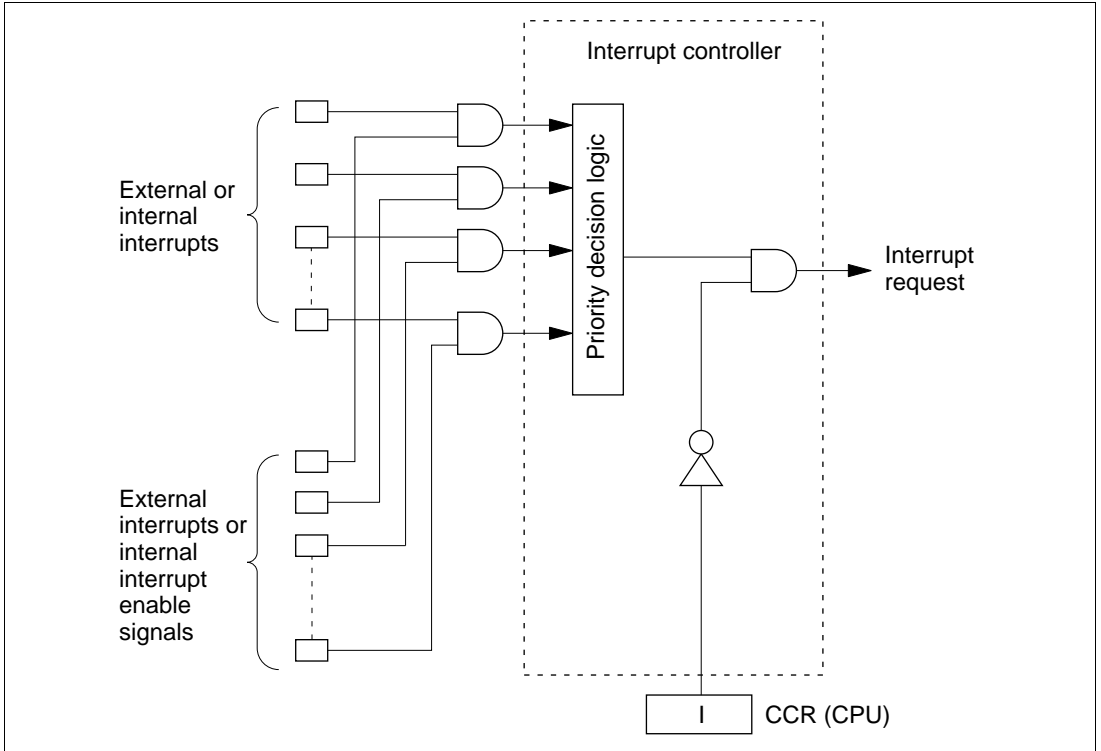 Interrupt controller
External or
internal
interrupts
Priority decision logic
Interrupt
request
External
interrupts or
internal
interrupt
enable
signals
I
CCR (CPU)